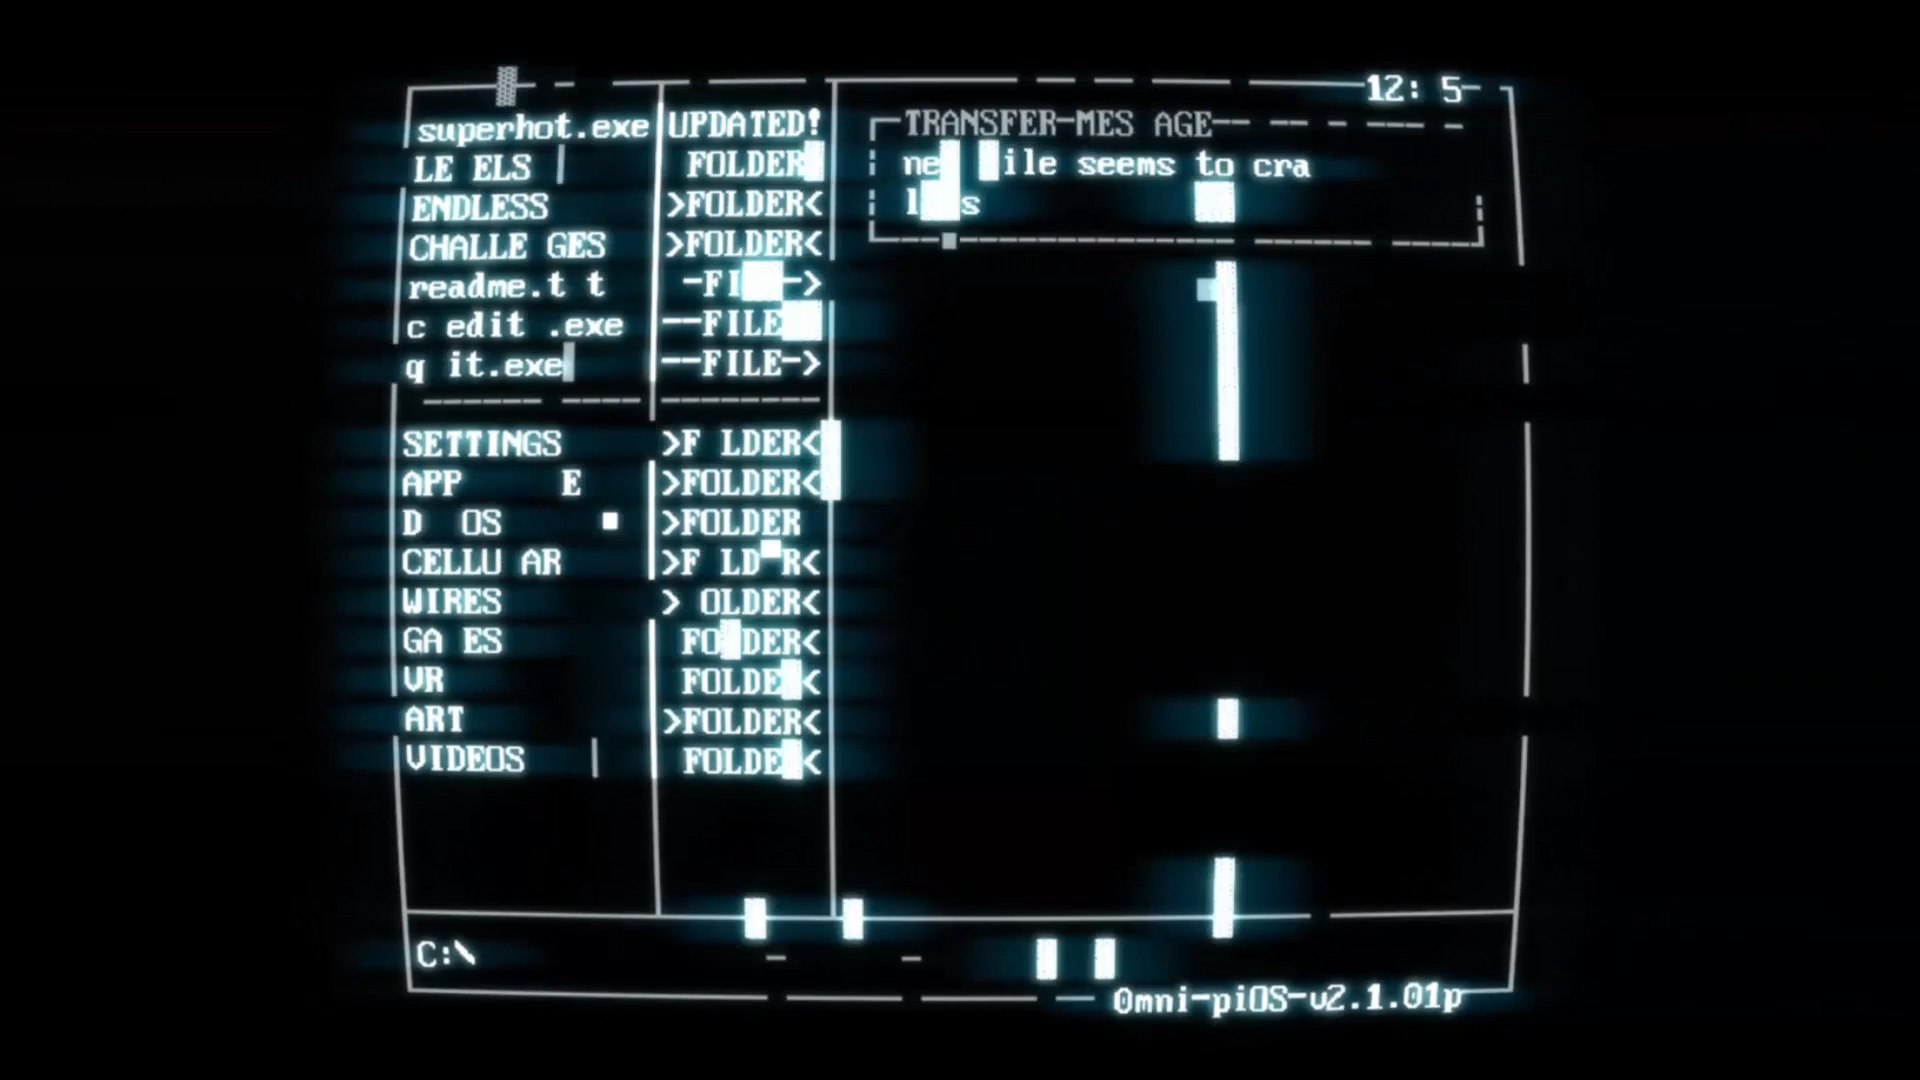 12: 5
superhot.exe UPDATED!
LE ELS FOLDER
ENDLESS >FOLDER<
CHALLE GES >FOLDER<
readme.t t -FI ->
c edit .exe --FILE
q it.exe --FILE->
SETTINGS >F LDER<
APP E >FOLDER<
D OS >FOLDER
CELLU AR >F LD R<
WIRES > OLDER<
GA ES FO DER<
VR FOLDE <
ART >FOLDER<
VIDEOS FOLDE <
TRANSFER-MES AGE
ne ile seems to cra
l s
C:\
0mni-piOS-v2.1.01p